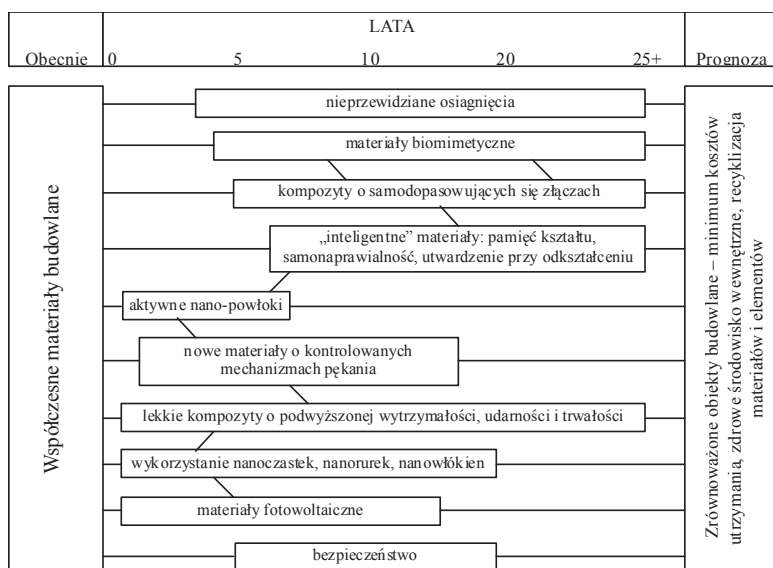 LATA
Obecnie 0 5 10 20 25+ Prognoza
Współczesne materiały budowlane
nieprzewidziane osiagnięcia
materiały biomimetyczne
kompozyty o samodopasowujących się złączach
„inteligentne” materiały: pamięć kształtu,
samonaprawialność, utwardzenie przy odkształceniu
aktywne nano-powłoki
nowe materiały o kontrolowanych
mechanizmach pękania
lekkie kompozyty o podwyższonej wytrzymałości, udarności i trwałości
wykorzystanie nanoczastek, nanorurek, nanowłókien
materiały fotowoltaiczne
bezpieczeństwo
Zrównoważone obiekty budowlane – minimum kosztów
utrzymania, zdrowe środowisko wewnętrzne, recyklizacja
materiałów i elementów